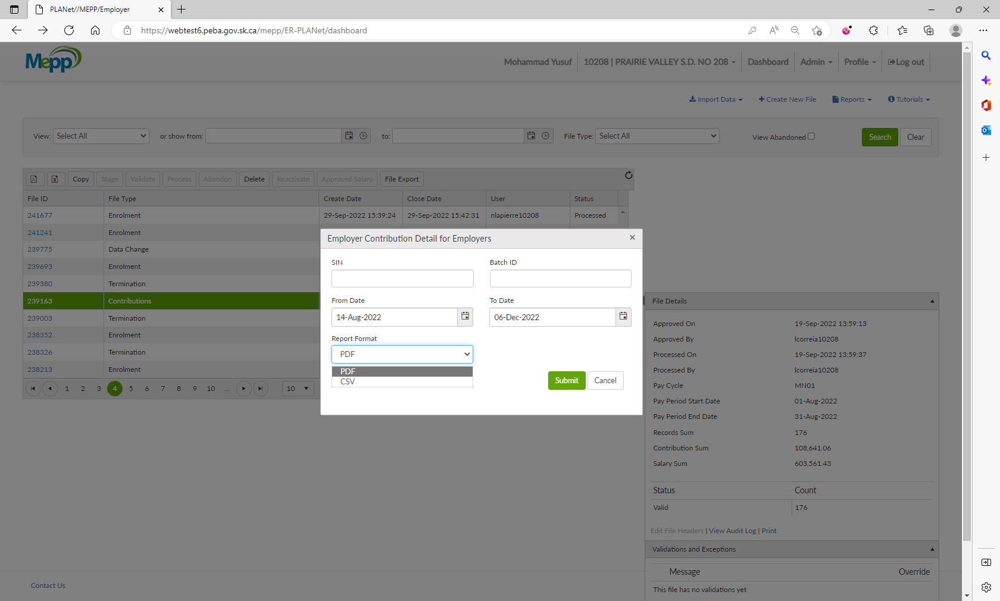 PLANet//MEPP/Employer
https://webtest6.peba.gov.sk.ca/mepp/ER-PLANet/dashboard
Mepp
Mohammad Yusuf
10208 | PRAIRIE VALLEY S.D. NO 208
Dashboard
Admin
Profile
Log out
Import Data
Create New File
Reports
Tutorials
View: Select All or show from: to: File Type: Select All View Abandoned Search Clear
Copy Stage Validate Process Abandon Delete Reactivate Approved Salary File Export
File ID File Type Create Date Close Date User Status
241677 Enrolment 29-Sep-2022 15:39:24 29-Sep-2022 15:42:31 nlapierre10208 Processed
241241 Enrolment
239775 Data Change
239693 Enrolment
239380 Termination
239163 Contributions
239003 Termination
238352 Enrolment
238326 Termination
238213 Enrolment
1 2 3 4 5 6 7 8 9 10 ... 10
Employer Contribution Detail for Employers
SIN Batch ID
From Date To Date
14-Aug-2022 06-Dec-2022
Report Format
PDF
PDF
CSV
Submit Cancel
File Details
Approved On 19-Sep-2022 13:59:13
Approved By lcorreia10208
Processed On 19-Sep-2022 13:59:37
Processed By lcorreia10208
Pay Cycle MN01
Pay Period Start Date 01-Aug-2022
Pay Period End Date 31-Aug-2022
Records Sum 176
Contribution Sum 108,641.06
Salary Sum 603,561.43
Status Count
Valid 176
Edit File Headers | View Audit Log | Print
Validations and Exceptions
Message Override
This file has no validations yet
Contact Us